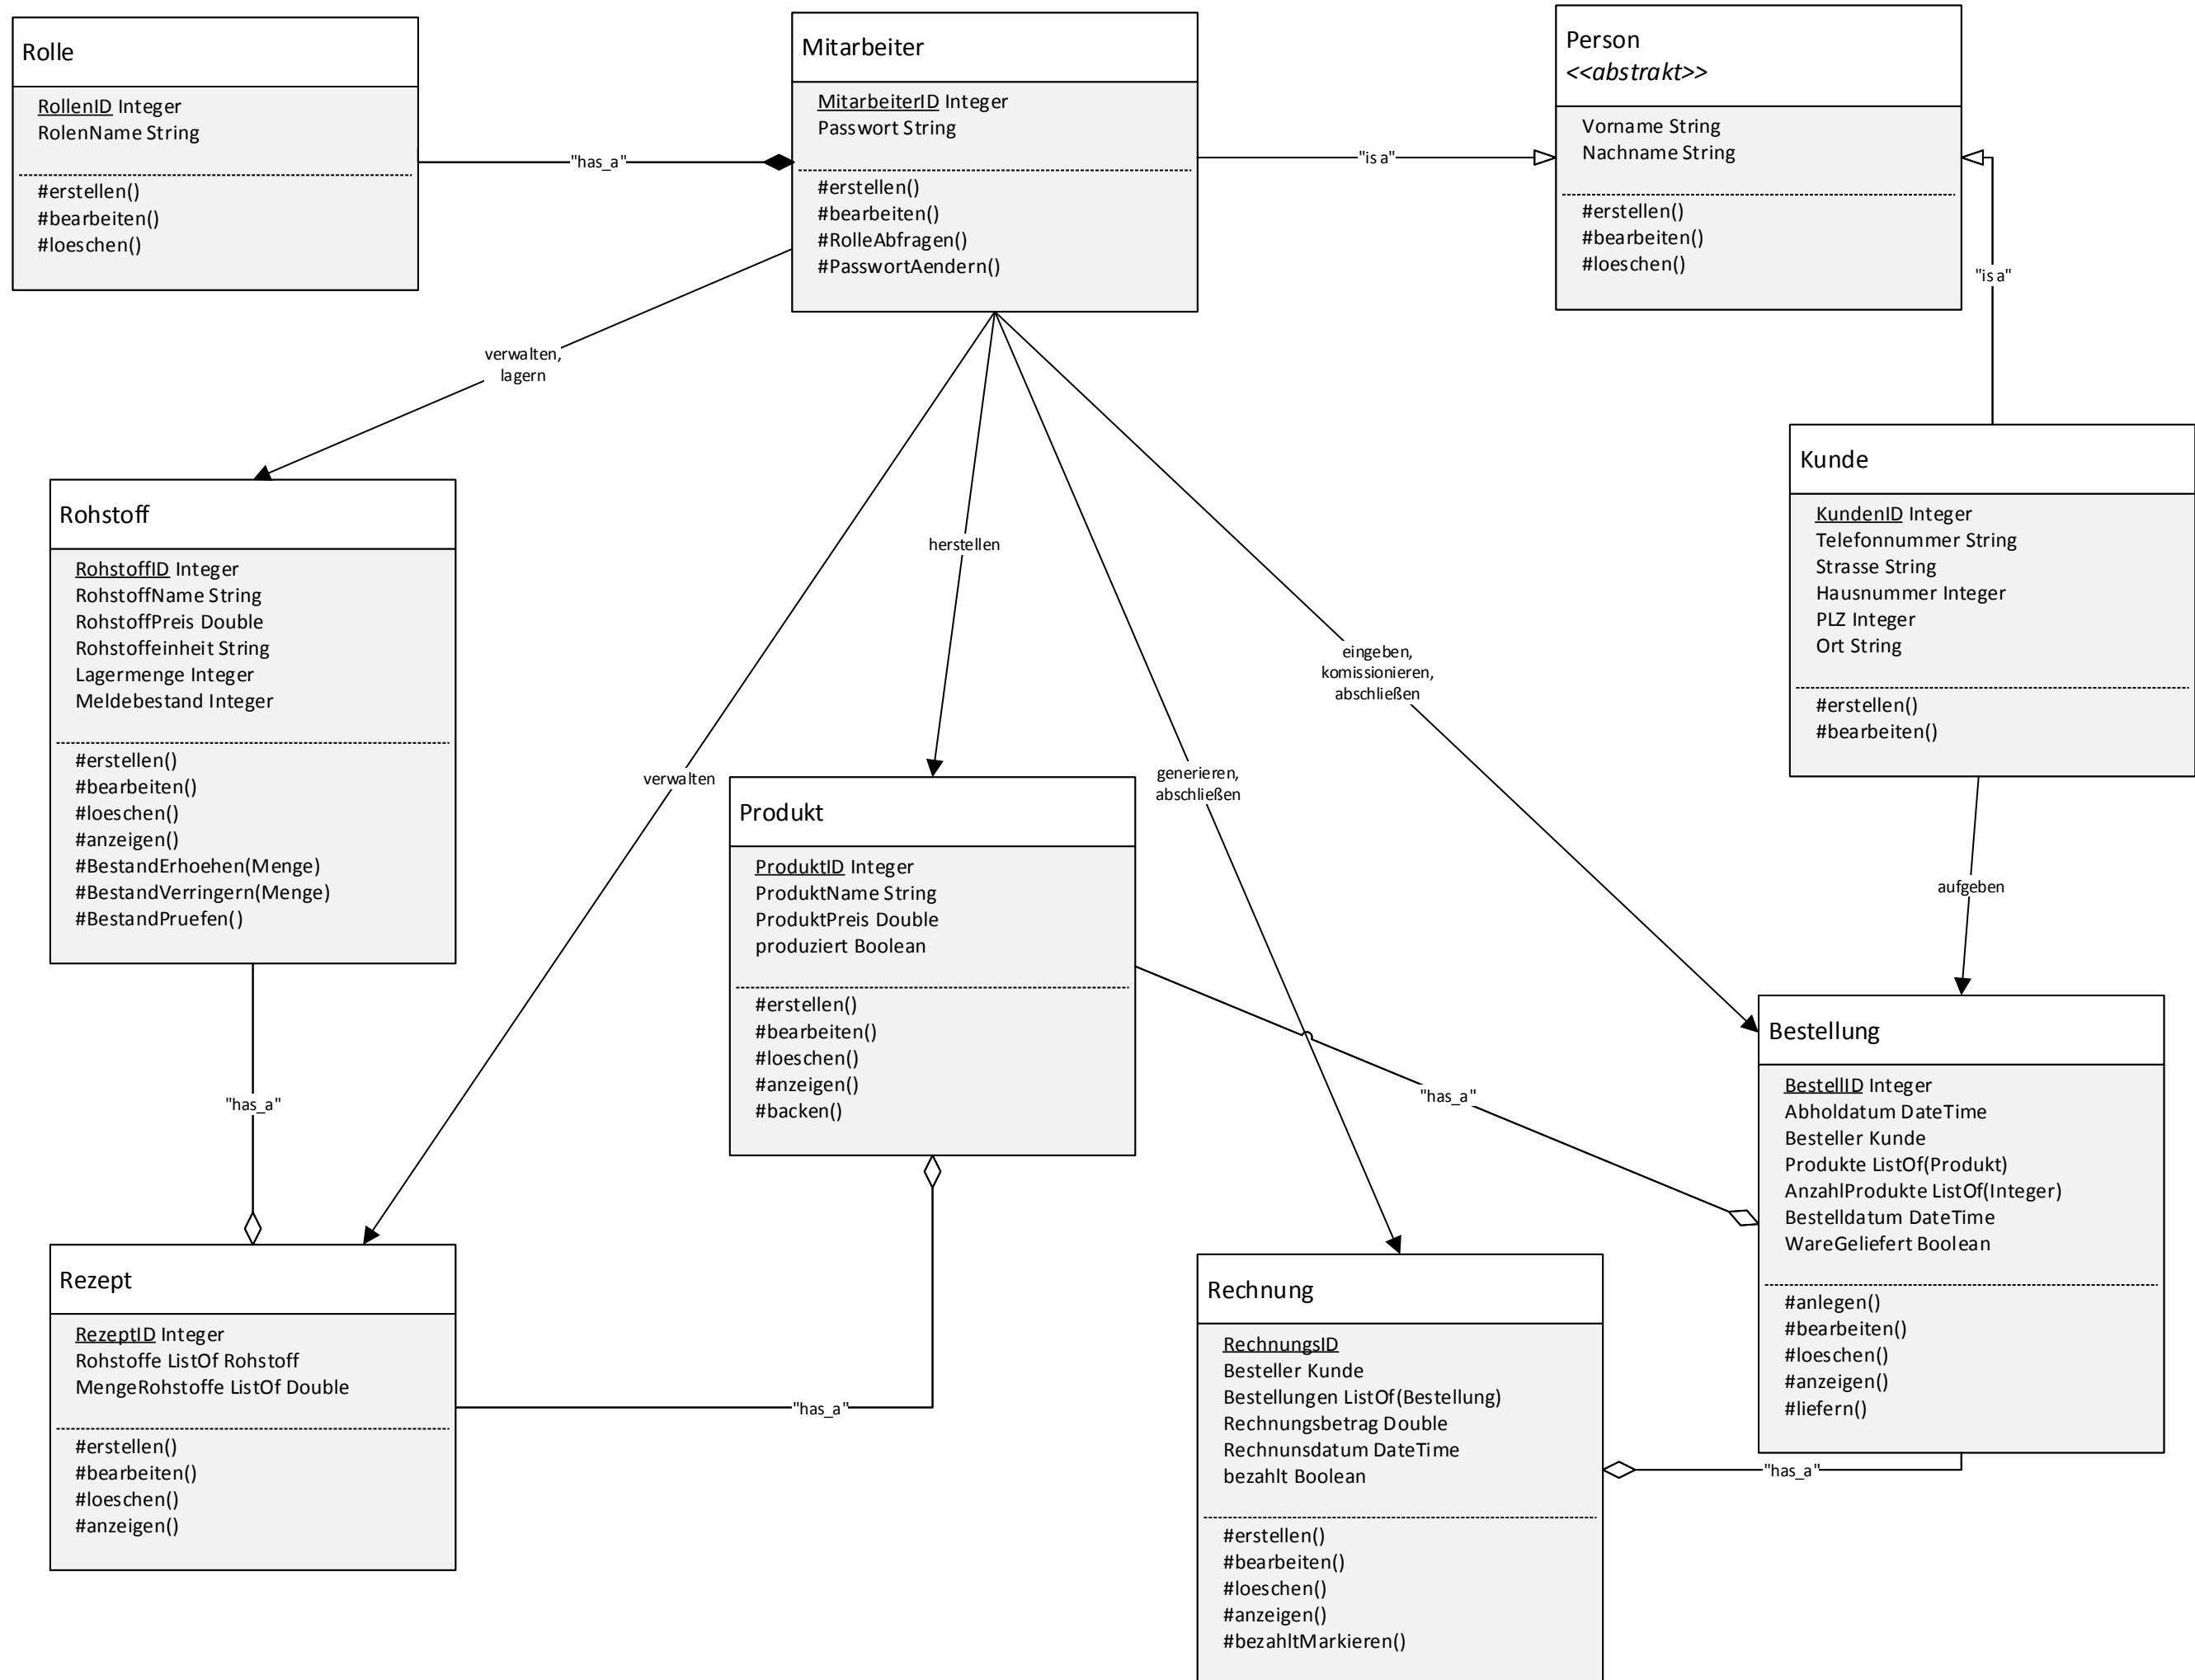 Rolle
RollenID Integer
RolenName String
#erstellen()
#bearbeiten()
#loeschen()
"has_a"
Mitarbeiter
MitarbeiterID Integer
Passwort String
#erstellen()
#bearbeiten()
#RolleAbfragen()
#PasswortAendern()
"is a"
Person
<<abstrakt>>
Vorname String
Nachname String
#erstellen()
#bearbeiten()
#loeschen()
"is a"
verwalten,
lagern
Rohstoff
RohstoffID Integer
RohstoffName String
RohstoffPreis Double
Rohstoffeinheit String
Lagermenge Integer
Meldebestand Integer
#erstellen()
#bearbeiten()
#loeschen()
#anzeigen()
#BestandErhoehen(Menge)
#BestandVerringern(Menge)
#BestandPruefen()
verwalten
herstellen
generieren,
abschließen
eingeben,
komissionieren,
abschließen
Kunde
KundenID Integer
Telefonnummer String
Strasse String
Hausnummer Integer
PLZ Integer
Ort String
#erstellen()
#bearbeiten()
aufgeben
Produkt
ProduktID Integer
ProduktName String
ProduktPreis Double
produziert Boolean
#erstellen()
#bearbeiten()
#loeschen()
#anzeigen()
#backen()
"has_a"
"has_a"
Bestellung
BestellID Integer
Abholdatum DateTime
Besteller Kunde
Produkte ListOf(Produkt)
AnzahlProdukte ListOf(Integer)
Bestelldatum DateTime
WareGeliefert Boolean
#anlegen()
#bearbeiten()
#loeschen()
#anzeigen()
#liefern()
Rezept
RezeptID Integer
Rohstoffe ListOf Rohstoff
MengeRohstoffe ListOf Double
#erstellen()
#bearbeiten()
#loeschen()
#anzeigen()
"has_a"
Rechnung
RechnungsID
Besteller Kunde
Bestellungen ListOf(Bestellung)
Rechnungsbetrag Double
Rechnunsdatum DateTime
bezahlt Boolean
#erstellen()
#bearbeiten()
#loeschen()
#anzeigen()
#bezahltMarkieren()
"has_a"